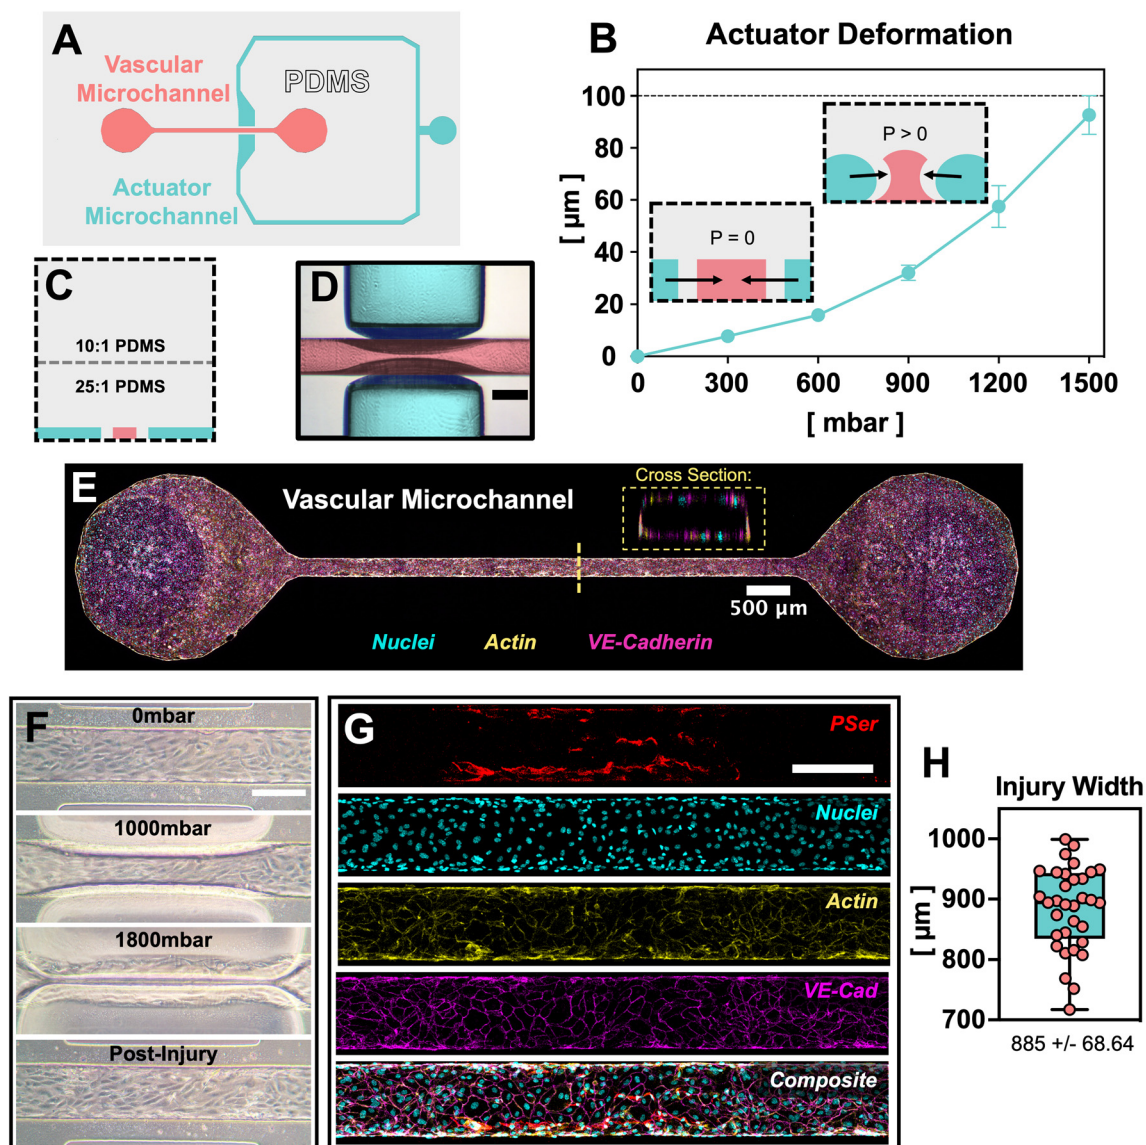 A
Vascular
Microchannel
PDMS
Actuator
Microchannel
B
Actuator Deformation
[ µm ]
100
80
60
40
20
0
P > 0
P = 0
0 300 600 900 1200 1500
[ mbar ]
C
10:1 PDMS
25:1 PDMS
D
E
Vascular Microchannel
Cross Section:
500 µm
Nuclei Actin VE-Cadherin
F
0mbar
1000mbar
1800mbar
Post-Injury
G
PSer
Nuclei
Actin
VE-Cad
Composite
H
Injury Width
[ µm ]
1000
900
800
700
885 +/- 68.64